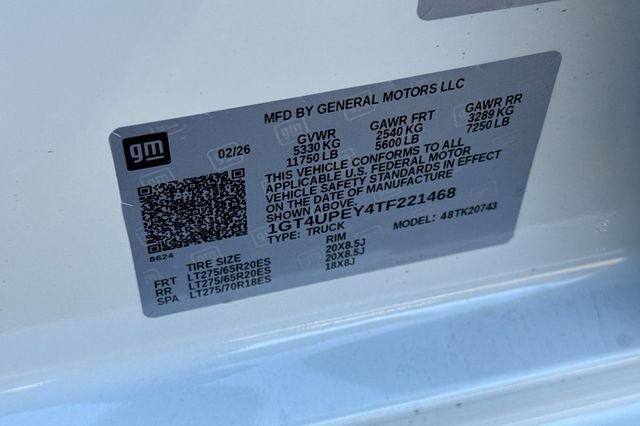 MFD BY GENERAL MOTORS LLC
gm
02/26
GVWR GAWR FRT GAWR RR
5330 KG 2540 KG 3289 KG
11750 LB 5600 LB 7250 LB
THIS VEHICLE CONFORMS TO ALL
APPLICABLE U.S. FEDERAL MOTOR
VEHICLE SAFETY STANDARDS IN EFFECT
ON THE DATE OF MANUFACTURE
SHOWN ABOVE.
1GT4UPEY4TF221468
TYPE: TRUCK MODEL: 48TK20743
B624
TIRE SIZE RIM
FRT LT275/65R20ES 20X8.5J
RR LT275/65R20ES 20X8.5J
SPA LT275/70R18ES 18X8J